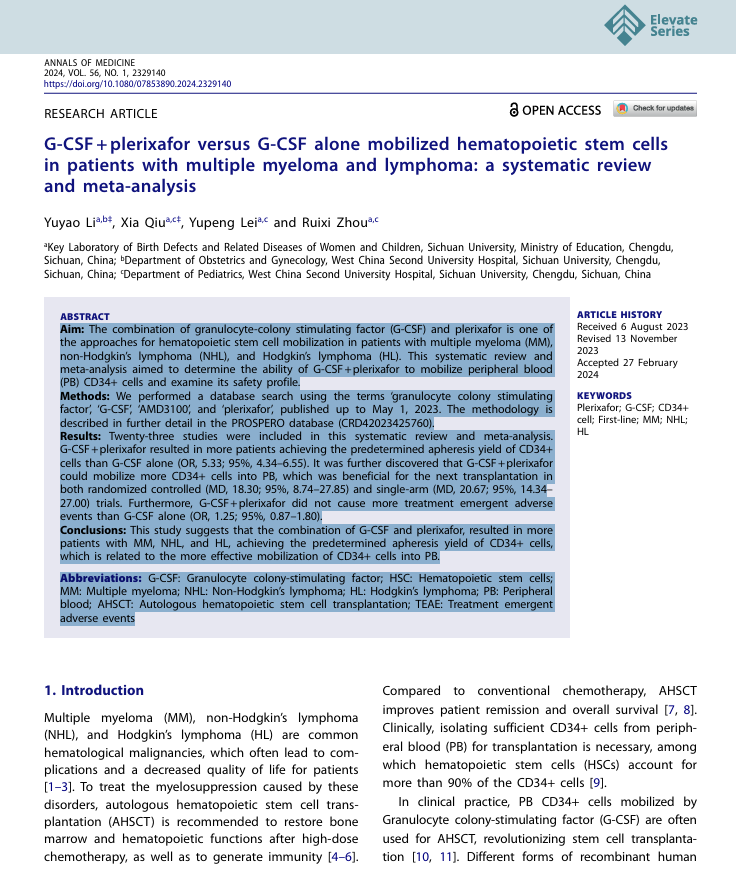 Elevate
Series
ANNALS OF MEDICINE
2024, VOL. 56, NO. 1, 2329140
https://doi.org/10.1080/07853890.2024.2329140
RESEARCH ARTICLE
OPEN ACCESS
Check for updates
G-CSF + plerixafor versus G-CSF alone mobilized hematopoietic stem cells
in patients with multiple myeloma and lymphoma: a systematic review
and meta-analysis
Yuyao Liᵃ,ᵇ‡, Xia Qiuᵃ,ᶜ‡, Yupeng Leiᵃ,ᶜ and Ruixi Zhouᵃ,ᶜ
ᵃKey Laboratory of Birth Defects and Related Diseases of Women and Children, Sichuan University, Ministry of Education, Chengdu,
Sichuan, China; ᵇDepartment of Obstetrics and Gynecology, West China Second University Hospital, Sichuan University, Chengdu,
Sichuan, China; ᶜDepartment of Pediatrics, West China Second University Hospital, Sichuan University, Chengdu, Sichuan, China
ABSTRACT
Aim: The combination of granulocyte-colony stimulating factor (G-CSF) and plerixafor is one of
the approaches for hematopoietic stem cell mobilization in patients with multiple myeloma (MM),
non-Hodgkin's lymphoma (NHL), and Hodgkin's lymphoma (HL). This systematic review and
meta-analysis aimed to determine the ability of G-CSF + plerixafor to mobilize peripheral blood
(PB) CD34+ cells and examine its safety profile.
Methods: We performed a database search using the terms 'granulocyte colony stimulating
factor', 'G-CSF', 'AMD3100', and 'plerixafor', published up to May 1, 2023. The methodology is
described in further detail in the PROSPERO database (CRD42023425760).
Results: Twenty-three studies were included in this systematic review and meta-analysis.
G-CSF + plerixafor resulted in more patients achieving the predetermined apheresis yield of CD34+
cells than G-CSF alone (OR, 5.33; 95%, 4.34–6.55). It was further discovered that G-CSF + plerixafor
could mobilize more CD34+ cells into PB, which was beneficial for the next transplantation in
both randomized controlled (MD, 18.30; 95%, 8.74–27.85) and single-arm (MD, 20.67; 95%, 14.34–
27.00) trials. Furthermore, G-CSF + plerixafor did not cause more treatment emergent adverse
events than G-CSF alone (OR, 1.25; 95%, 0.87–1.80).
Conclusions: This study suggests that the combination of G-CSF and plerixafor, resulted in more
patients with MM, NHL, and HL, achieving the predetermined apheresis yield of CD34+ cells,
which is related to the more effective mobilization of CD34+ cells into PB.
Abbreviations: G-CSF: Granulocyte colony-stimulating factor; HSC: Hematopoietic stem cells;
MM: Multiple myeloma; NHL: Non-Hodgkin's lymphoma; HL: Hodgkin's lymphoma; PB: Peripheral
blood; AHSCT: Autologous hematopoietic stem cell transplantation; TEAE: Treatment emergent
adverse events
ARTICLE HISTORY
Received 6 August 2023
Revised 13 November
2023
Accepted 27 February
2024
KEYWORDS
Plerixafor; G-CSF; CD34+
cell; First-line; MM; NHL;
HL
1. Introduction
Multiple myeloma (MM), non-Hodgkin's lymphoma
(NHL), and Hodgkin's lymphoma (HL) are common
hematological malignancies, which often lead to com-
plications and a decreased quality of life for patients
[1–3]. To treat the myelosuppression caused by these
disorders, autologous hematopoietic stem cell trans-
plantation (AHSCT) is recommended to restore bone
marrow and hematopoietic functions after high-dose
chemotherapy, as well as to generate immunity [4–6].
Compared to conventional chemotherapy, AHSCT
improves patient remission and overall survival [7, 8].
Clinically, isolating sufficient CD34+ cells from periph-
eral blood (PB) for transplantation is necessary, among
which hematopoietic stem cells (HSCs) account for
more than 90% of the CD34+ cells [9].
In clinical practice, PB CD34+ cells mobilized by
Granulocyte colony-stimulating factor (G-CSF) are often
used for AHSCT, revolutionizing stem cell transplanta-
tion [10, 11]. Different forms of recombinant human